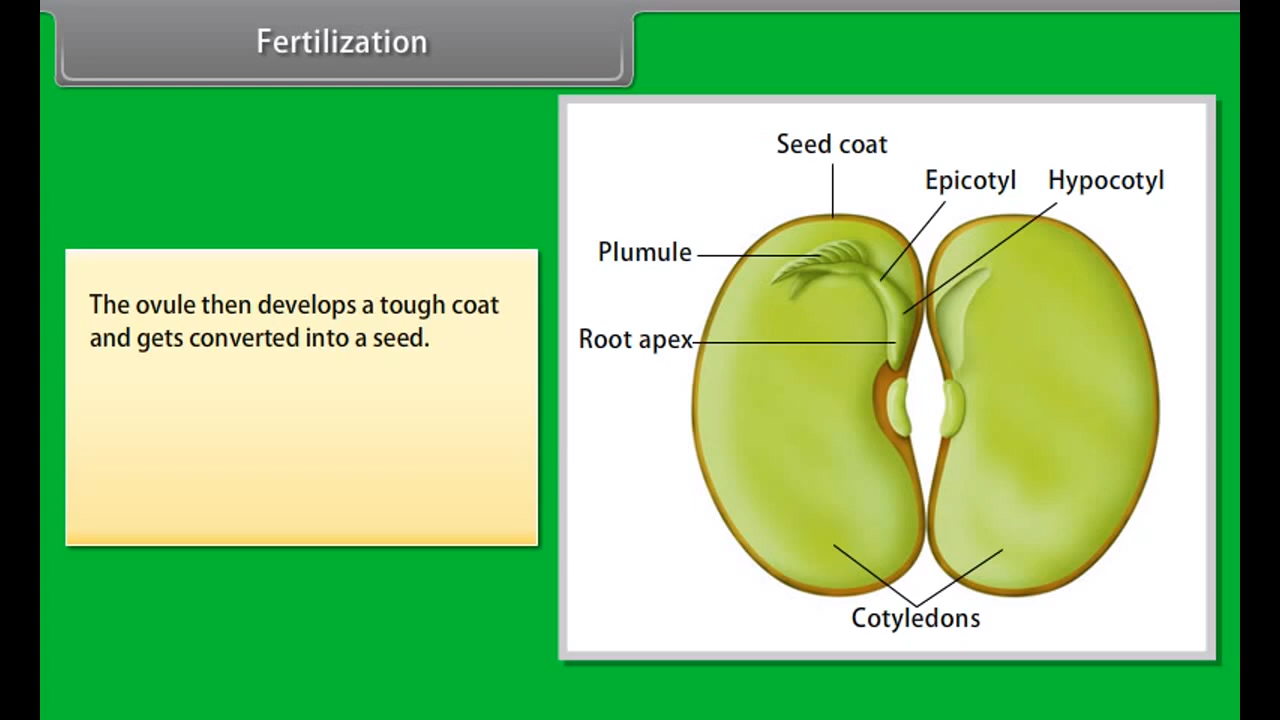 Fertilization
The ovule then develops a tough coat
and gets converted into a seed.
Seed coat
Epicotyl
Hypocotyl
Plumule
Root apex
Cotyledons